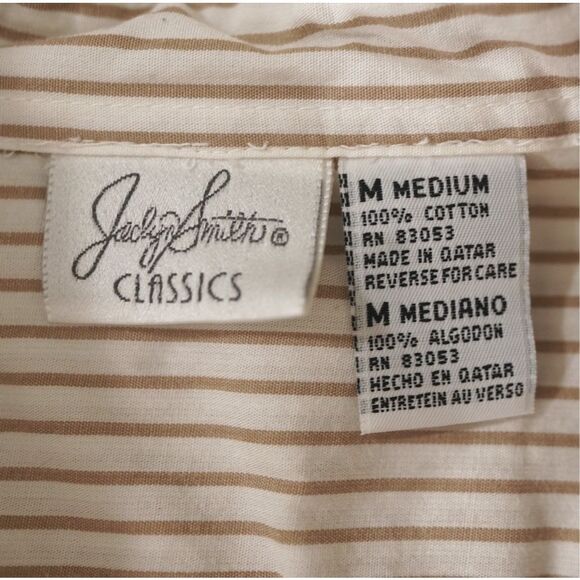 Jaclyn Smith®
CLASSICS
M MEDIUM
100% COTTON
RN 83053
MADE IN QATAR
REVERSE FOR CARE
M MEDIANO
100% ALGODON
RN 83053
HECHO EN QATAR
ENTRETEIN AU VERSO